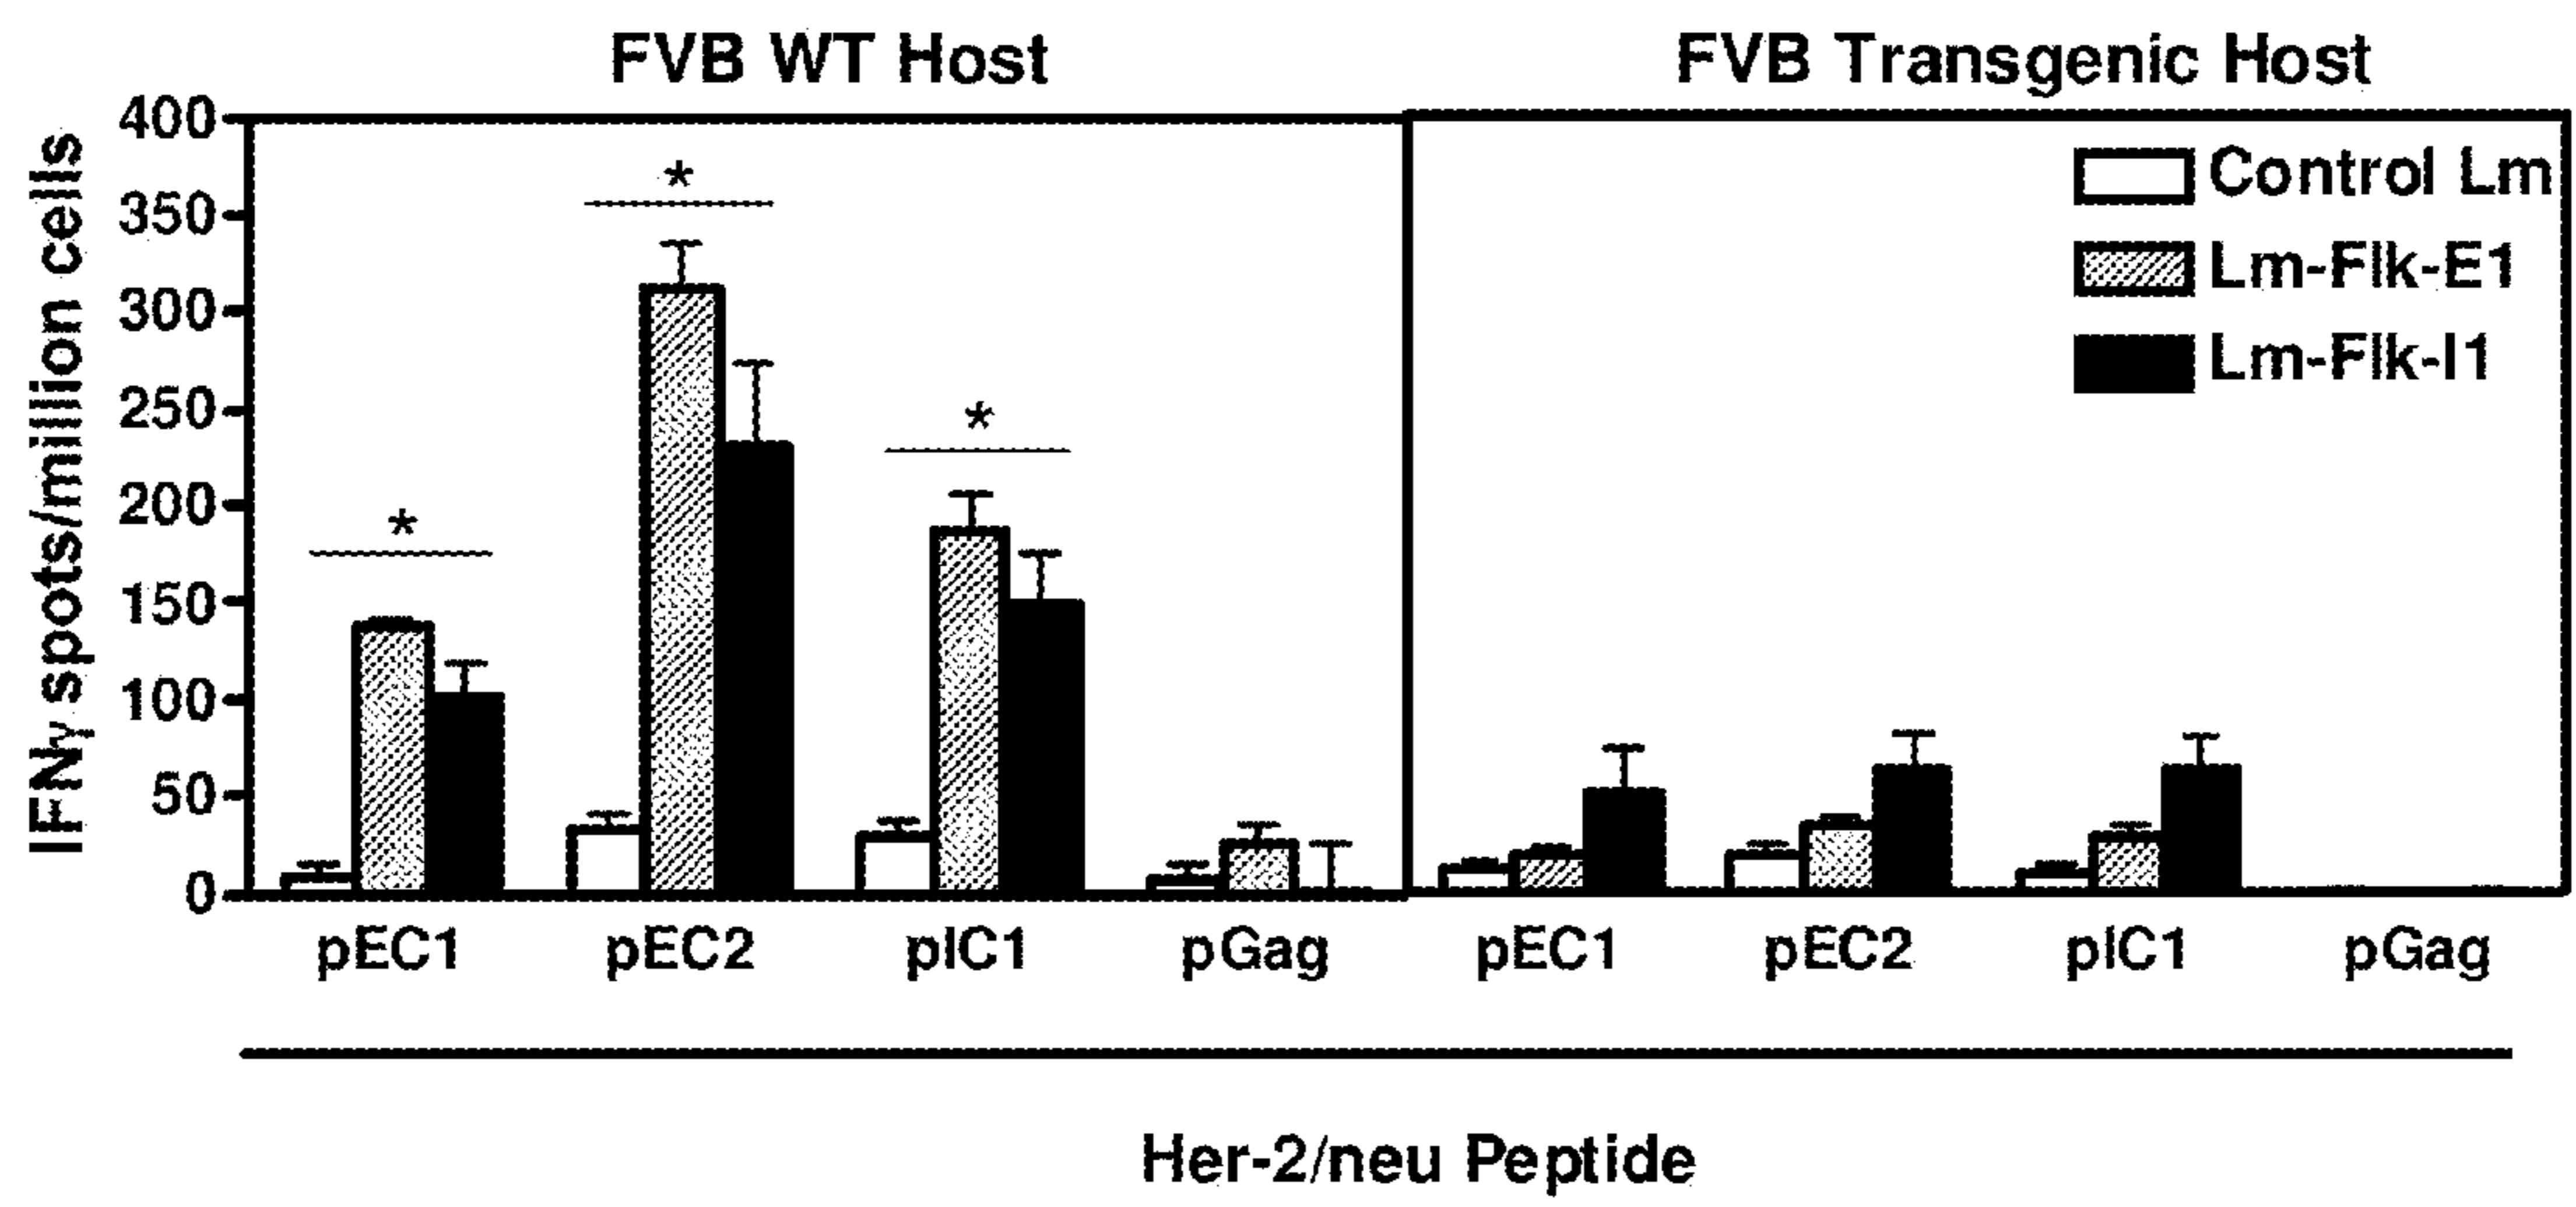 FVB WT Host
FVB Transgenic Host
IFNγ spots/million cells
400
350
300
250
200
150
100
50
0
*
*
*
Control Lm
Lm-Flk-E1
Lm-Flk-I1
pEC1 pEC2 pIC1 pGag pEC1 pEC2 pIC1 pGag
Her-2/neu Peptide